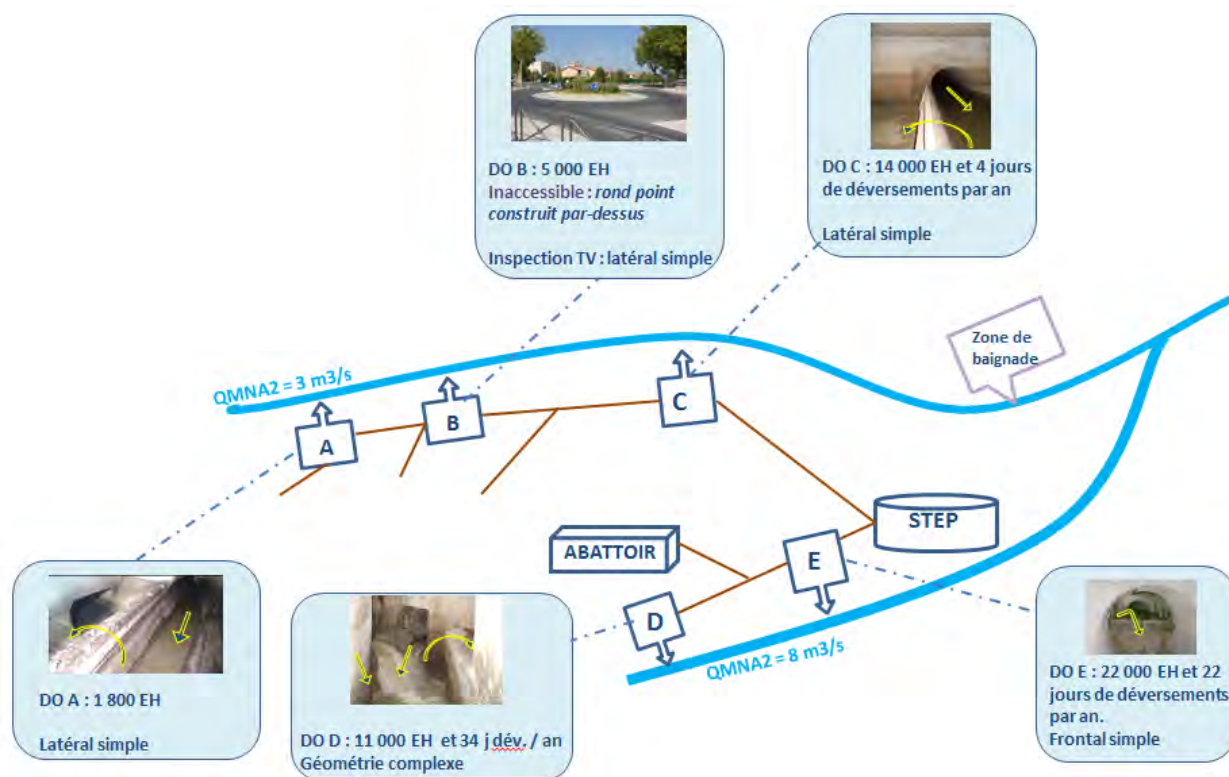 DO B : 5 000 EH
Inaccessible : rond point
construit par-dessus
Inspection TV : latéral simple
DO C : 14 000 EH et 4 jours
de déversements par an
Latéral simple
Zone de
baignade
QMNA2 = 3 m3/s
A
B
C
STEP
ABATTOIR
E
D
QMNA2 = 8 m3/s
DO A : 1 800 EH
Latéral simple
DO D : 11 000 EH et 34 j dév. / an
Géométrie complexe
DO E : 22 000 EH et 22
jours de déversements
par an.
Frontal simple